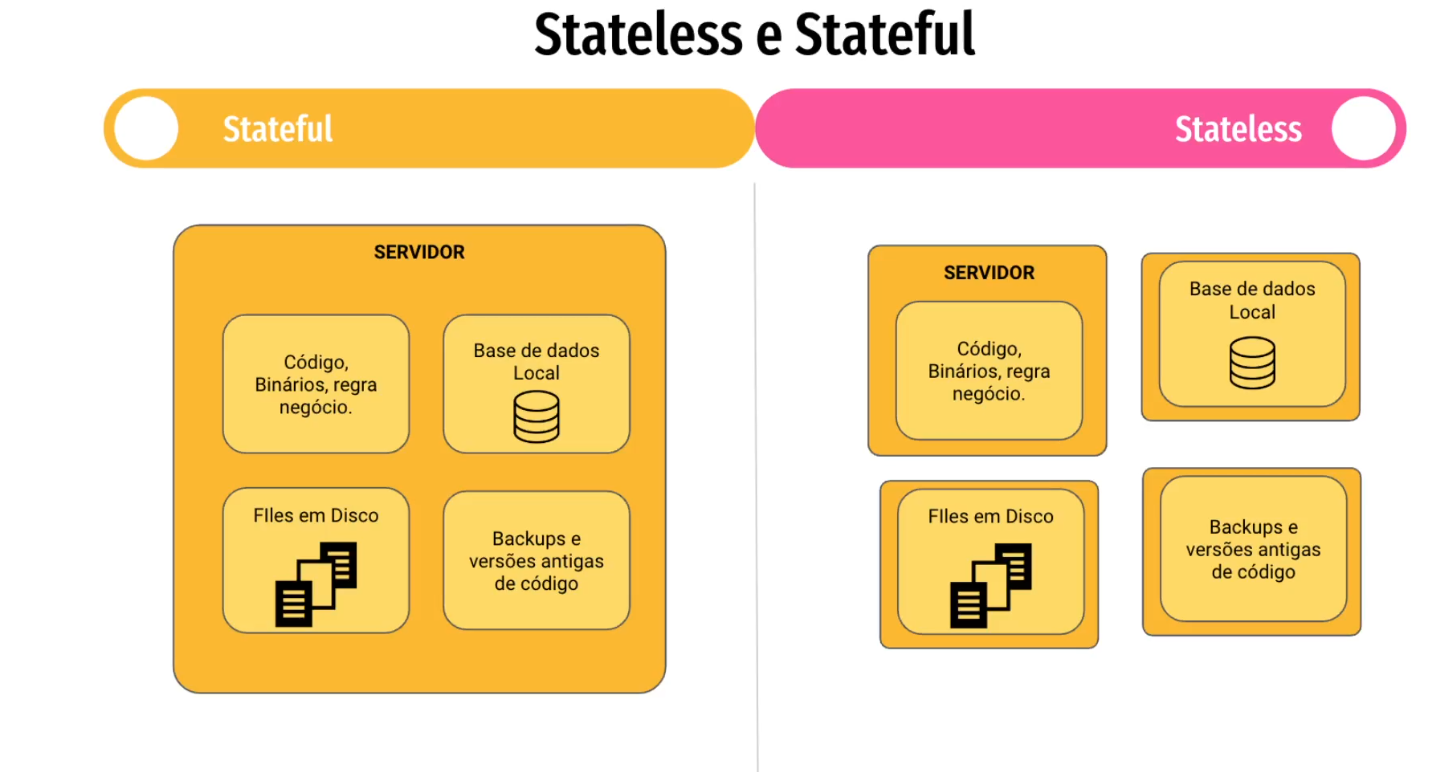 Stateless e Stateful
Stateful
Stateless
SERVIDOR
Código,
Binários, regra
negócio.
Base de dados
Local
FIles em Disco
Backups e
versões antigas
de código
SERVIDOR
Código,
Binários, regra
negócio.
Base de dados
Local
FIles em Disco
Backups e
versões antigas
de código